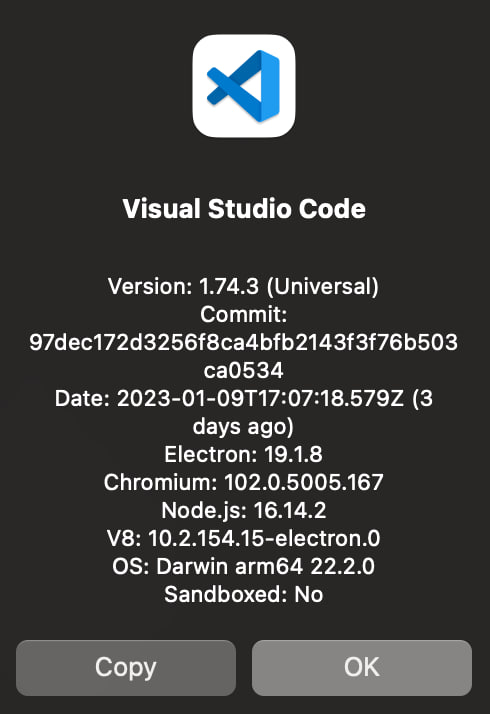 Visual Studio Code
Version: 1.74.3 (Universal)
Commit:
97dec172d3256f8ca4bfb2143f3f76b503
ca0534
Date: 2023-01-09T17:07:18.579Z (3
days ago)
Electron: 19.1.8
Chromium: 102.0.5005.167
Node.js: 16.14.2
V8: 10.2.154.15-electron.0
OS: Darwin arm64 22.2.0
Sandboxed: No
Copy
OK